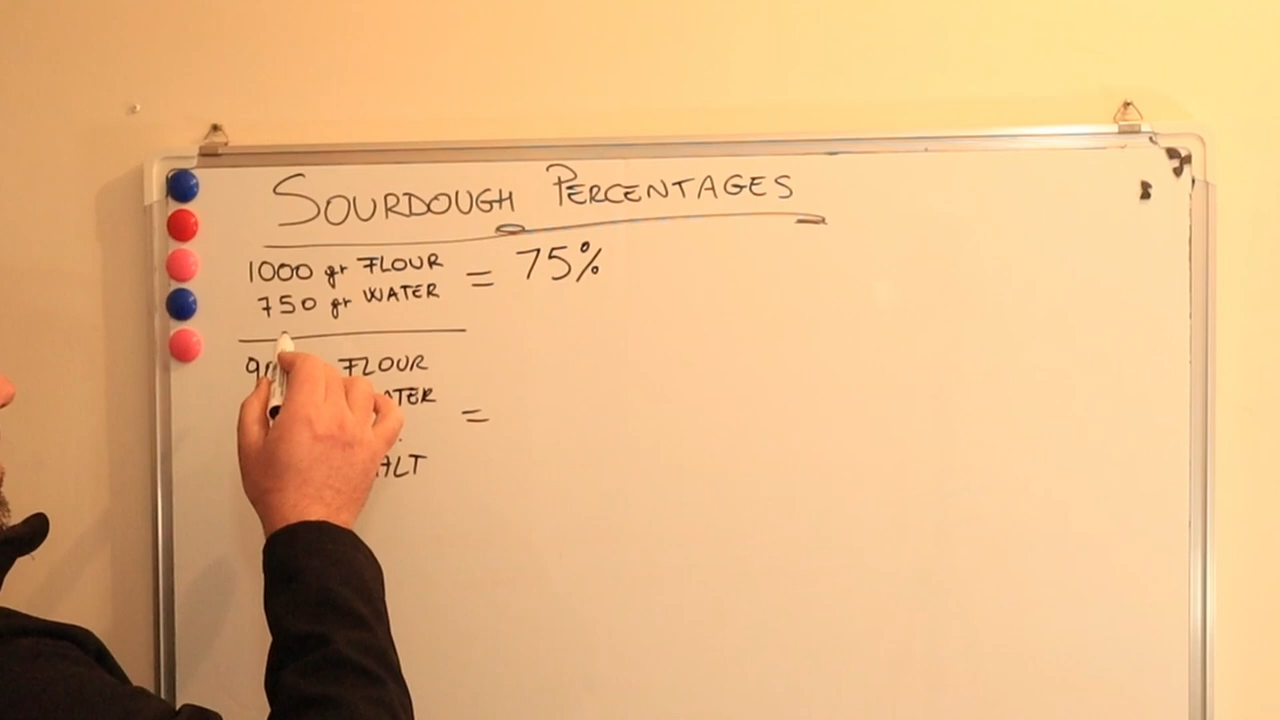 SOURDOUGH PERCENTAGES
1000 gr FLOUR
= 75%
750 gr WATER
FLOUR
=